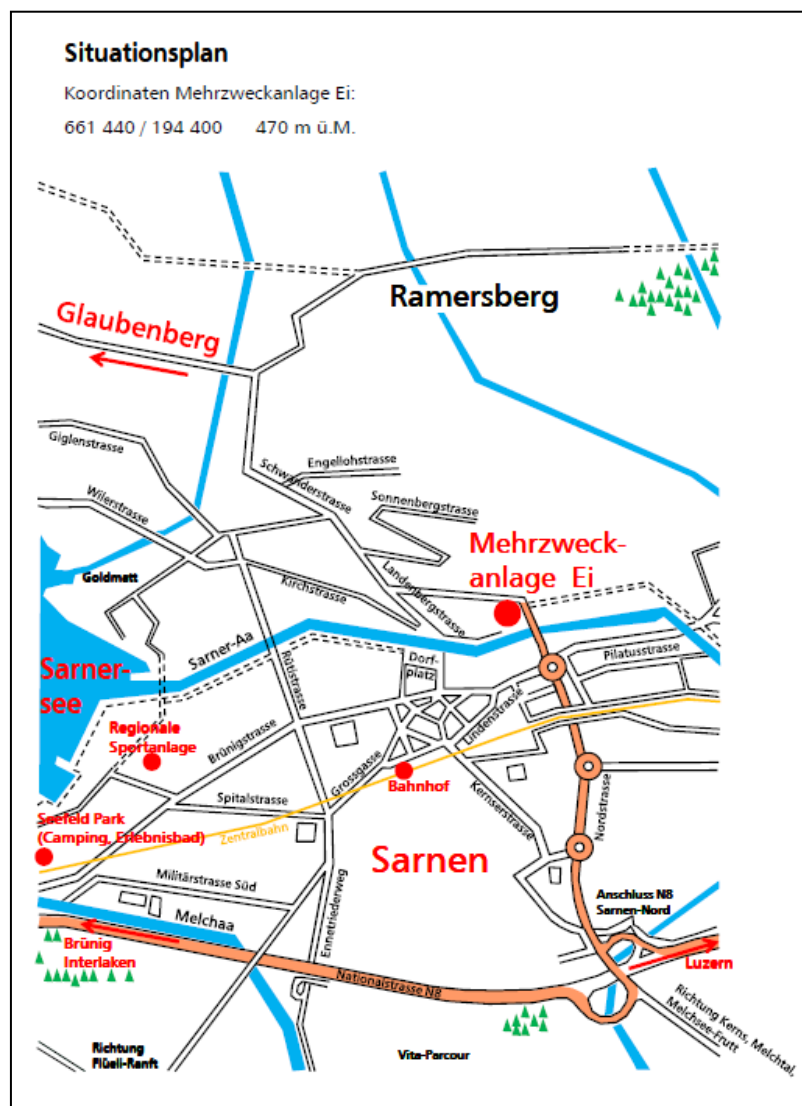 Situationsplan
Koordinaten Mehrzweckanlage Ei:
661 440 / 194 400 470 m ü.M.
Ramersberg
Glaubenberg
Giglenstrasse
Engellohstrasse
Schwanderstrasse
Wilerstrasse
Sonnenbergstrasse
Mehrzweck-
anlage Ei
Goldmatt
Kirchstrasse
Landenbergstrasse
Sarner-Aa
Sarner-
see
Dorf-
platz
Pilatusstrasse
Rütistrasse
Lindenstrasse
Regionale
Sportanlage
Brünigstrasse
Grossgasse
Bahnhof
Kernserstrasse
Nordstrasse
Spitalstrasse
Seefeld Park
(Camping, Erlebnisbad)
Zentralbahn
Sarnen
Militärstrasse Süd
Melchaa
Ennetriederweg
Anschluss N8
Sarnen-Nord
Brünig
Interlaken
Luzern
Nationalstrasse N8
Richtung Kerns, Melchtal,
Melchsee-Frutt
Richtung
Flüeli-Ranft
Vita-Parcour